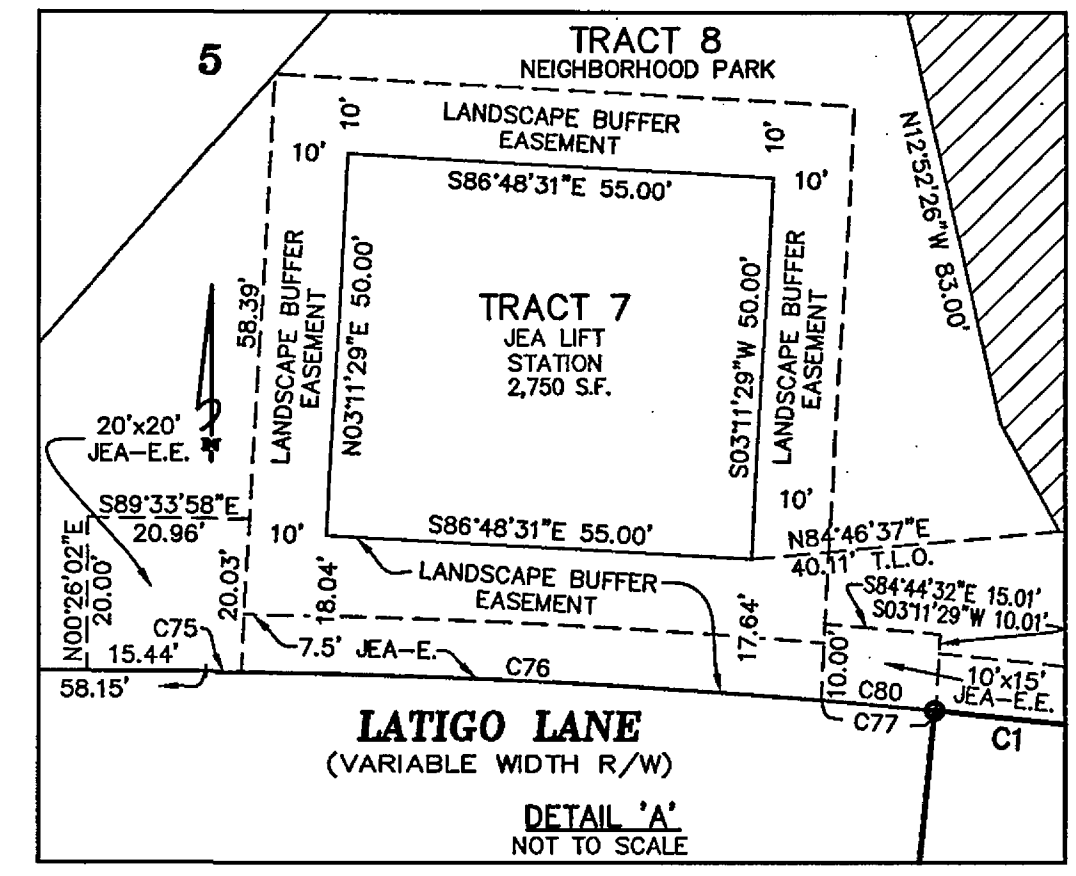 5
TRACT 8
NEIGHBORHOOD PARK
LANDSCAPE BUFFER
EASEMENT
10'
10'
10'
10'
S86°48'31"E 55.00'
N12°52'26"W 83.00'
58.39'
LANDSCAPE BUFFER
EASEMENT
N03°11'29"E 50.00'
TRACT 7
JEA LIFT
STATION
2,750 S.F.
S03°11'29"W 50.00'
LANDSCAPE BUFFER
EASEMENT
20'x20'
JEA-E.E.
S89°33'58"E
20.96'
10'
S86°48'31"E 55.00'
10'
N84°46'37"E
40.11' T.L.O.
N00°26'02"E
20.00'
20.03'
18.04'
LANDSCAPE BUFFER
EASEMENT
17.64'
S84°44'32"E 15.01'
S03°11'29"W 10.01'
C75
15.44'
58.15'
7.5' JEA-E.
C76
10.00'
C80
C77
10'x15'
JEA-E.E.
C1
LATIGO LANE
(VARIABLE WIDTH R/W)
DETAIL 'A'
NOT TO SCALE